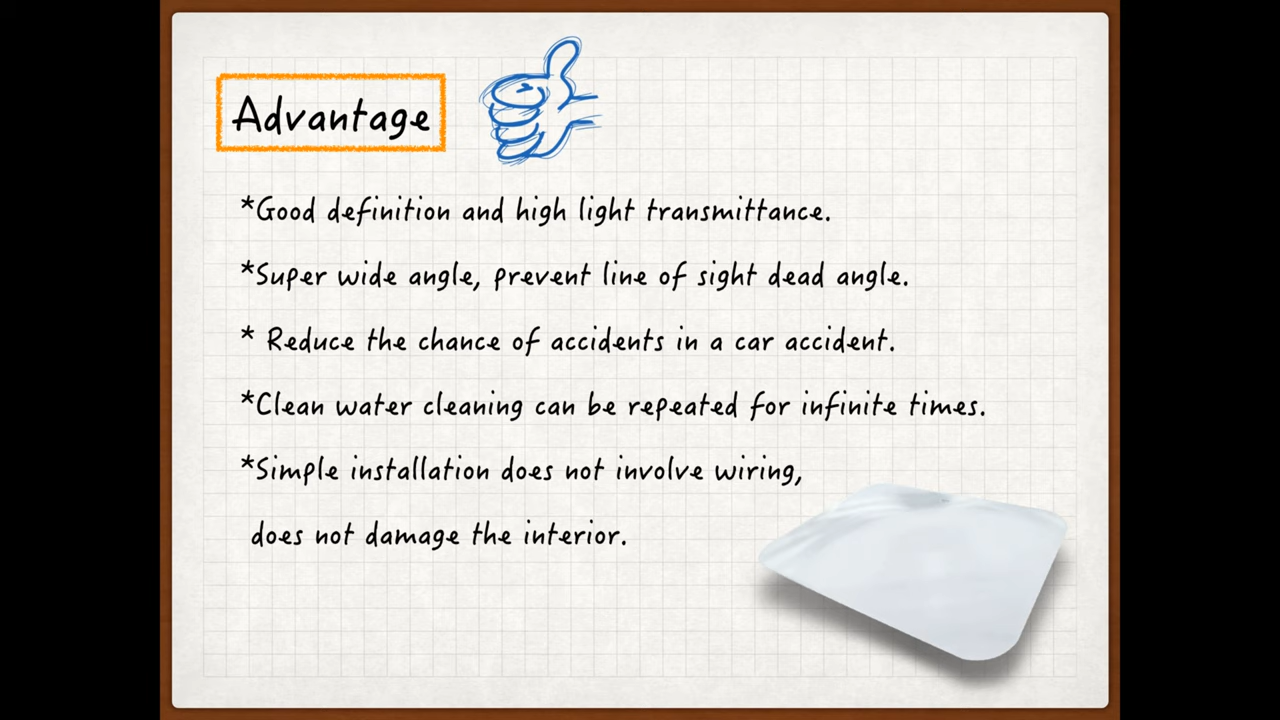 Advantage
*Good definition and high light transmittance.
*Super wide angle, prevent line of sight dead angle.
* Reduce the chance of accidents in a car accident.
*Clean water cleaning can be repeated for infinite times.
*Simple installation does not involve wiring,
does not damage the interior.